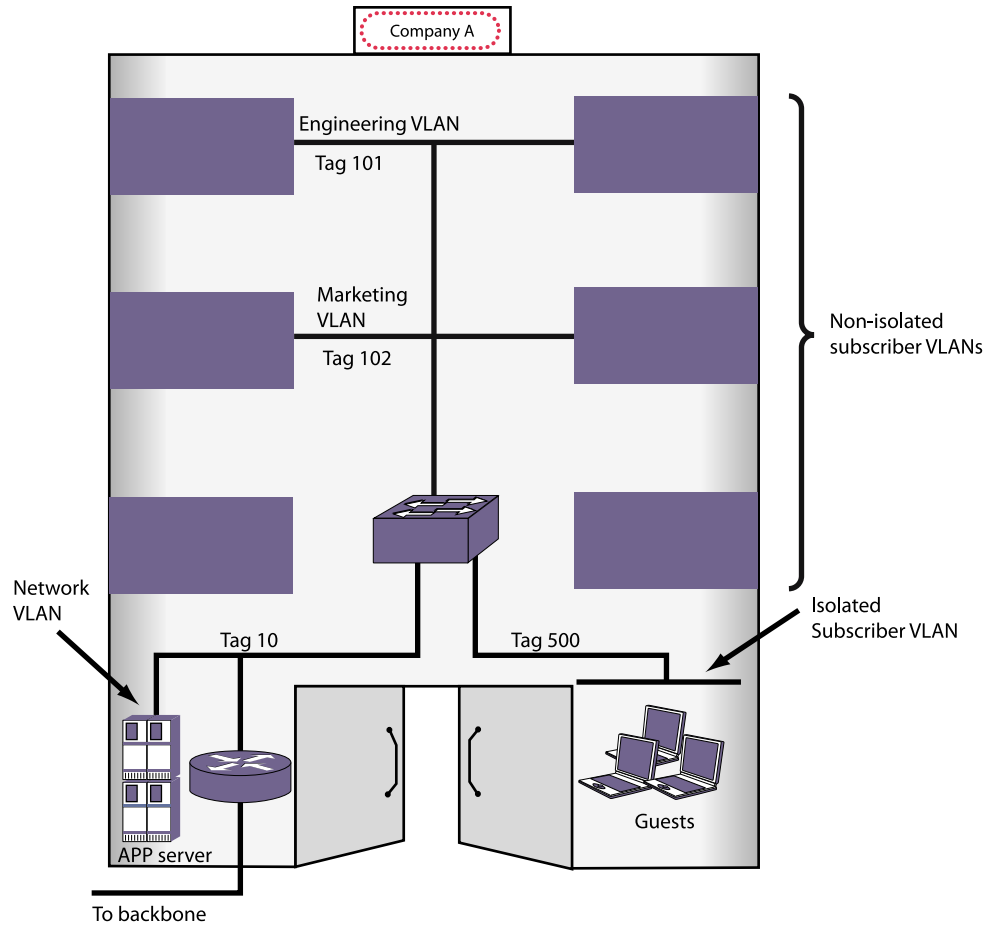 Company A
Engineering VLAN
Tag 101
Marketing
VLAN
Tag 102
Non-isolated
subscriber VLANs
Network
VLAN
Isolated
Subscriber VLAN
Tag 10
Tag 500
APP server
Guests
To backbone